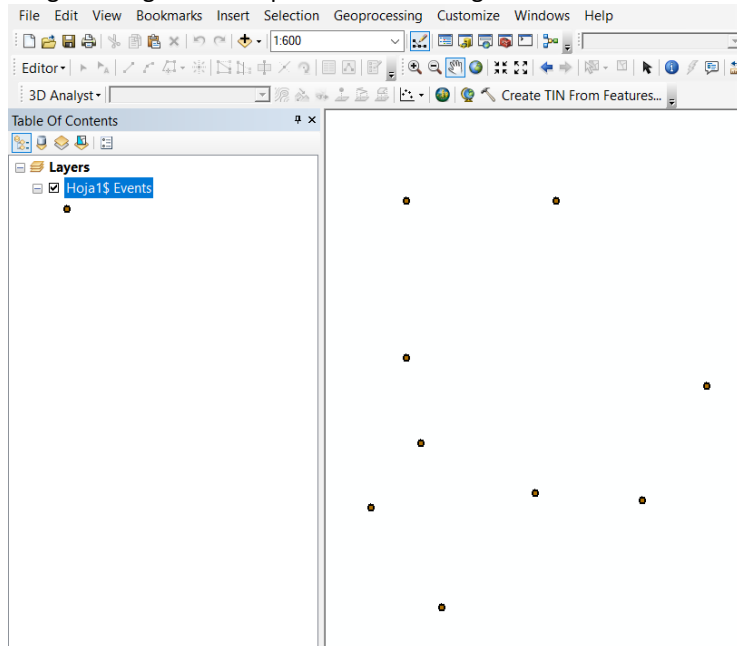 File Edit View Bookmarks Insert Selection Geoprocessing Customize Windows Help
1:600
Editor
3D Analyst Create TIN From Features...
Table Of Contents
Layers
Hoja1$ Events